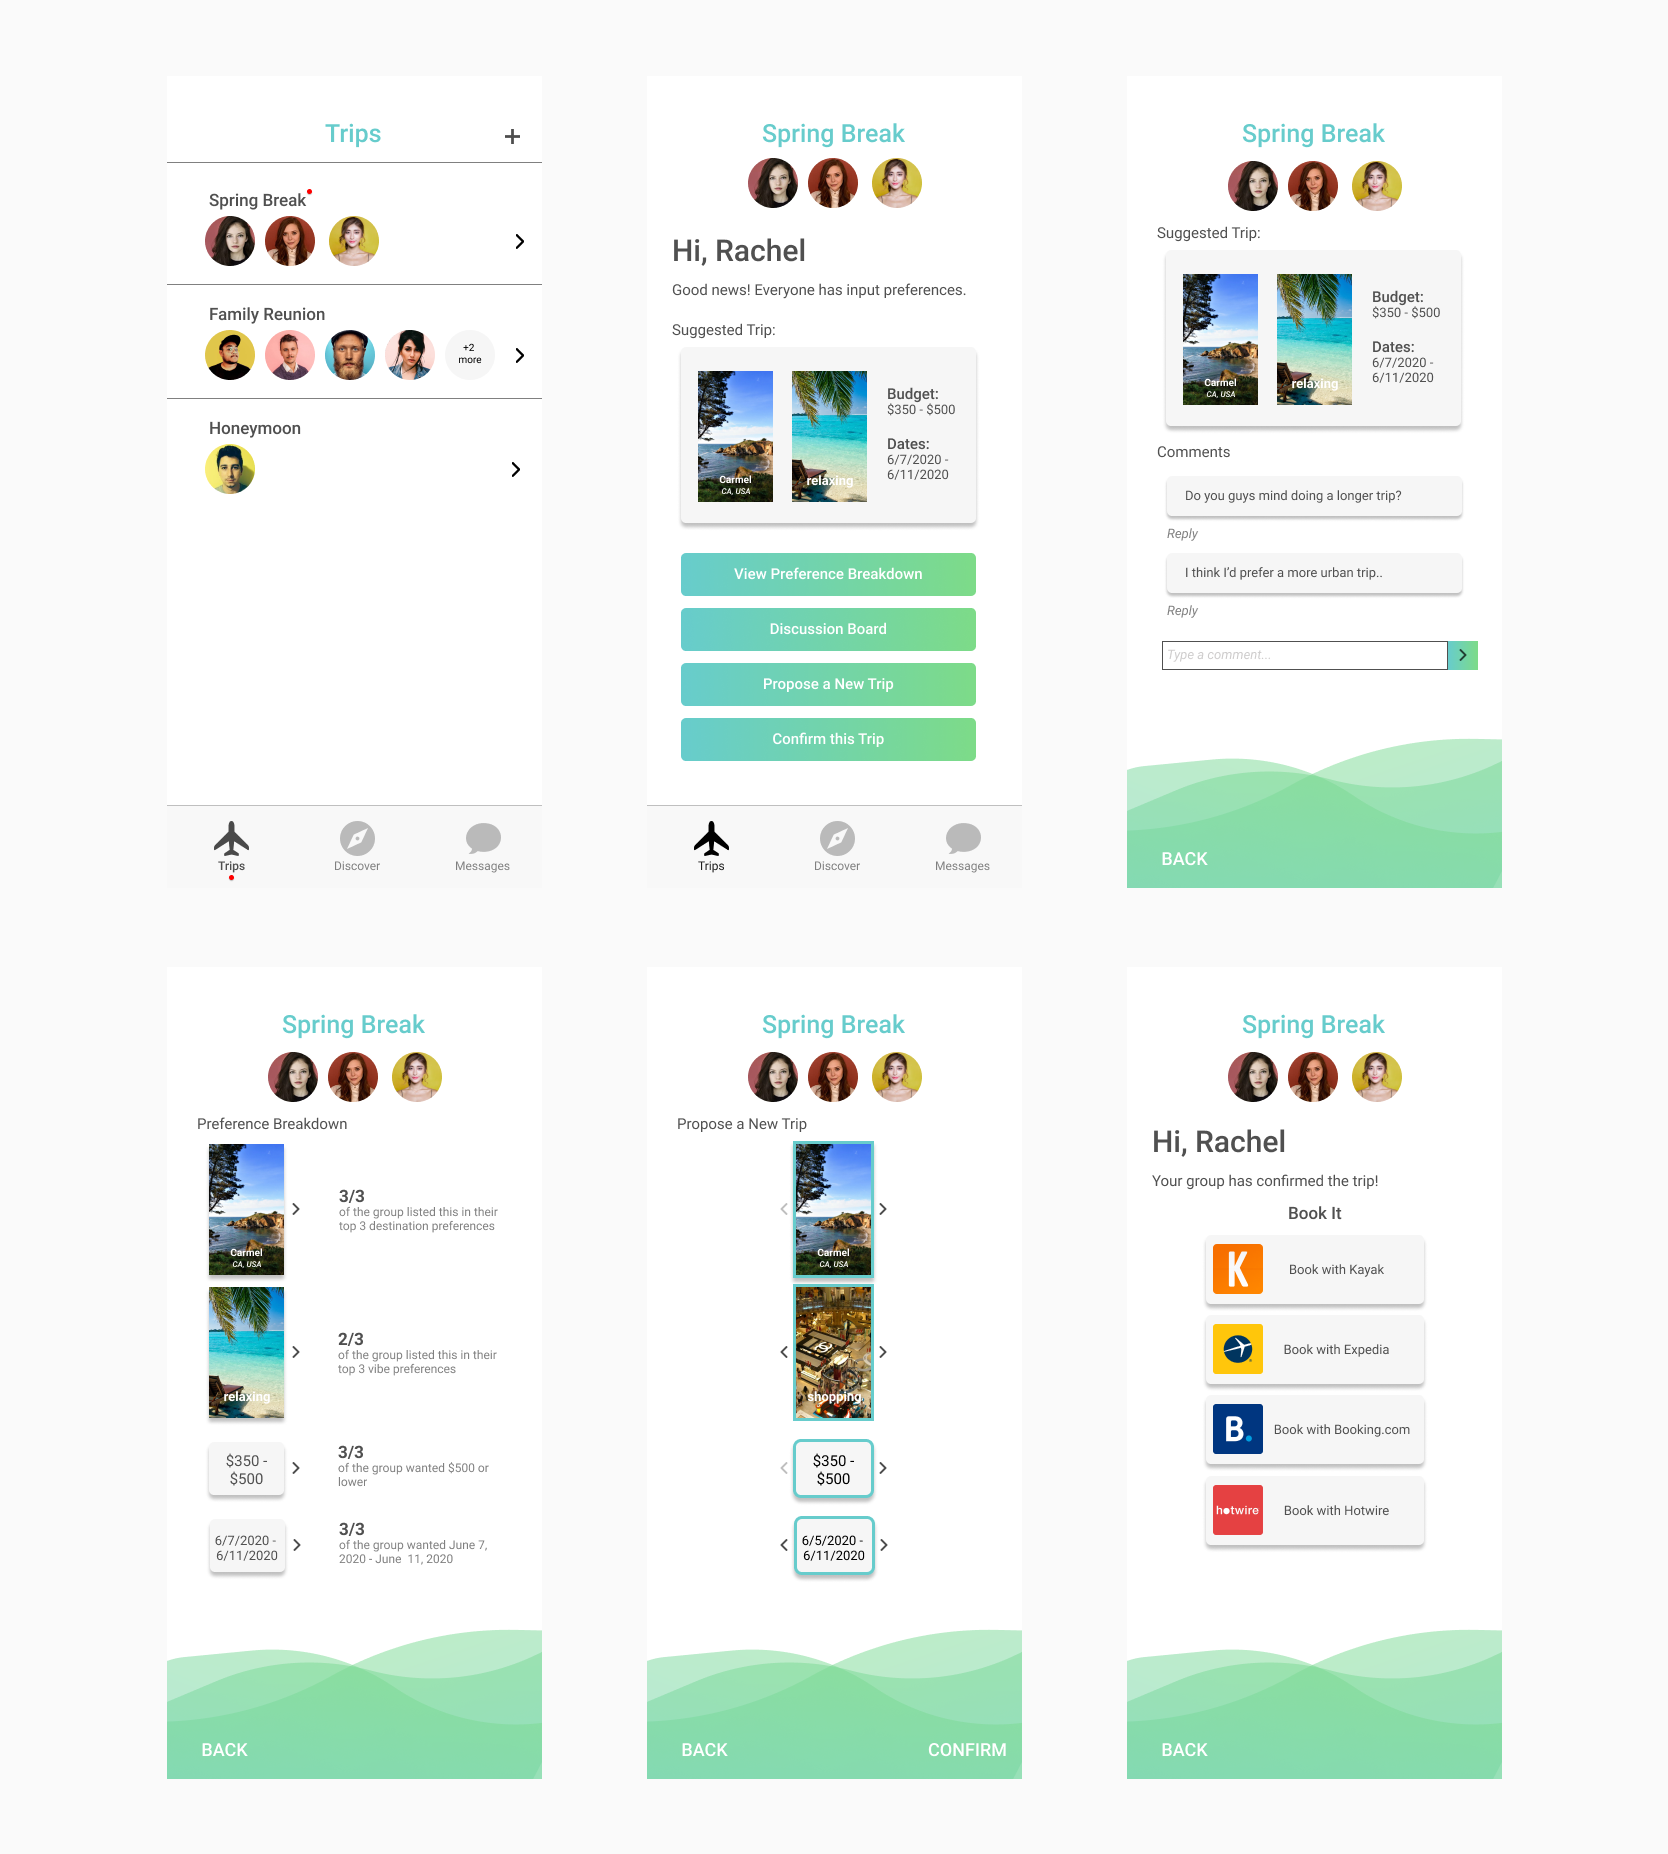 Trips
+
Spring Break
Family Reunion
+2
more
Honeymoon
Trips
Discover
Messages
Spring Break
Hi, Rachel
Good news! Everyone has input preferences.
Suggested Trip:
Carmel
CA, USA
relaxing
Budget:
$350 - $500
Dates:
6/7/2020 -
6/11/2020
View Preference Breakdown
Discussion Board
Propose a New Trip
Confirm this Trip
Trips
Discover
Messages
Spring Break
Suggested Trip:
Carmel
CA, USA
relaxing
Budget:
$350 - $500
Dates:
6/7/2020 -
6/11/2020
Comments
Do you guys mind doing a longer trip?
Reply
I think I'd prefer a more urban trip..
Reply
Type a comment...
BACK
Spring Break
Preference Breakdown
Carmel
CA, USA
3/3
of the group listed this in their
top 3 destination preferences
relaxing
2/3
of the group listed this in their
top 3 vibe preferences
$350 -
$500
3/3
of the group wanted $500 or
lower
6/7/2020 -
6/11/2020
3/3
of the group wanted June 7,
2020 - June 11, 2020
BACK
Spring Break
Propose a New Trip
Carmel
CA, USA
shopping
$350 -
$500
6/5/2020 -
6/11/2020
BACK
CONFIRM
Spring Break
Hi, Rachel
Your group has confirmed the trip!
Book It
K
Book with Kayak
Book with Expedia
B.
Book with Booking.com
hotwire
Book with Hotwire
BACK